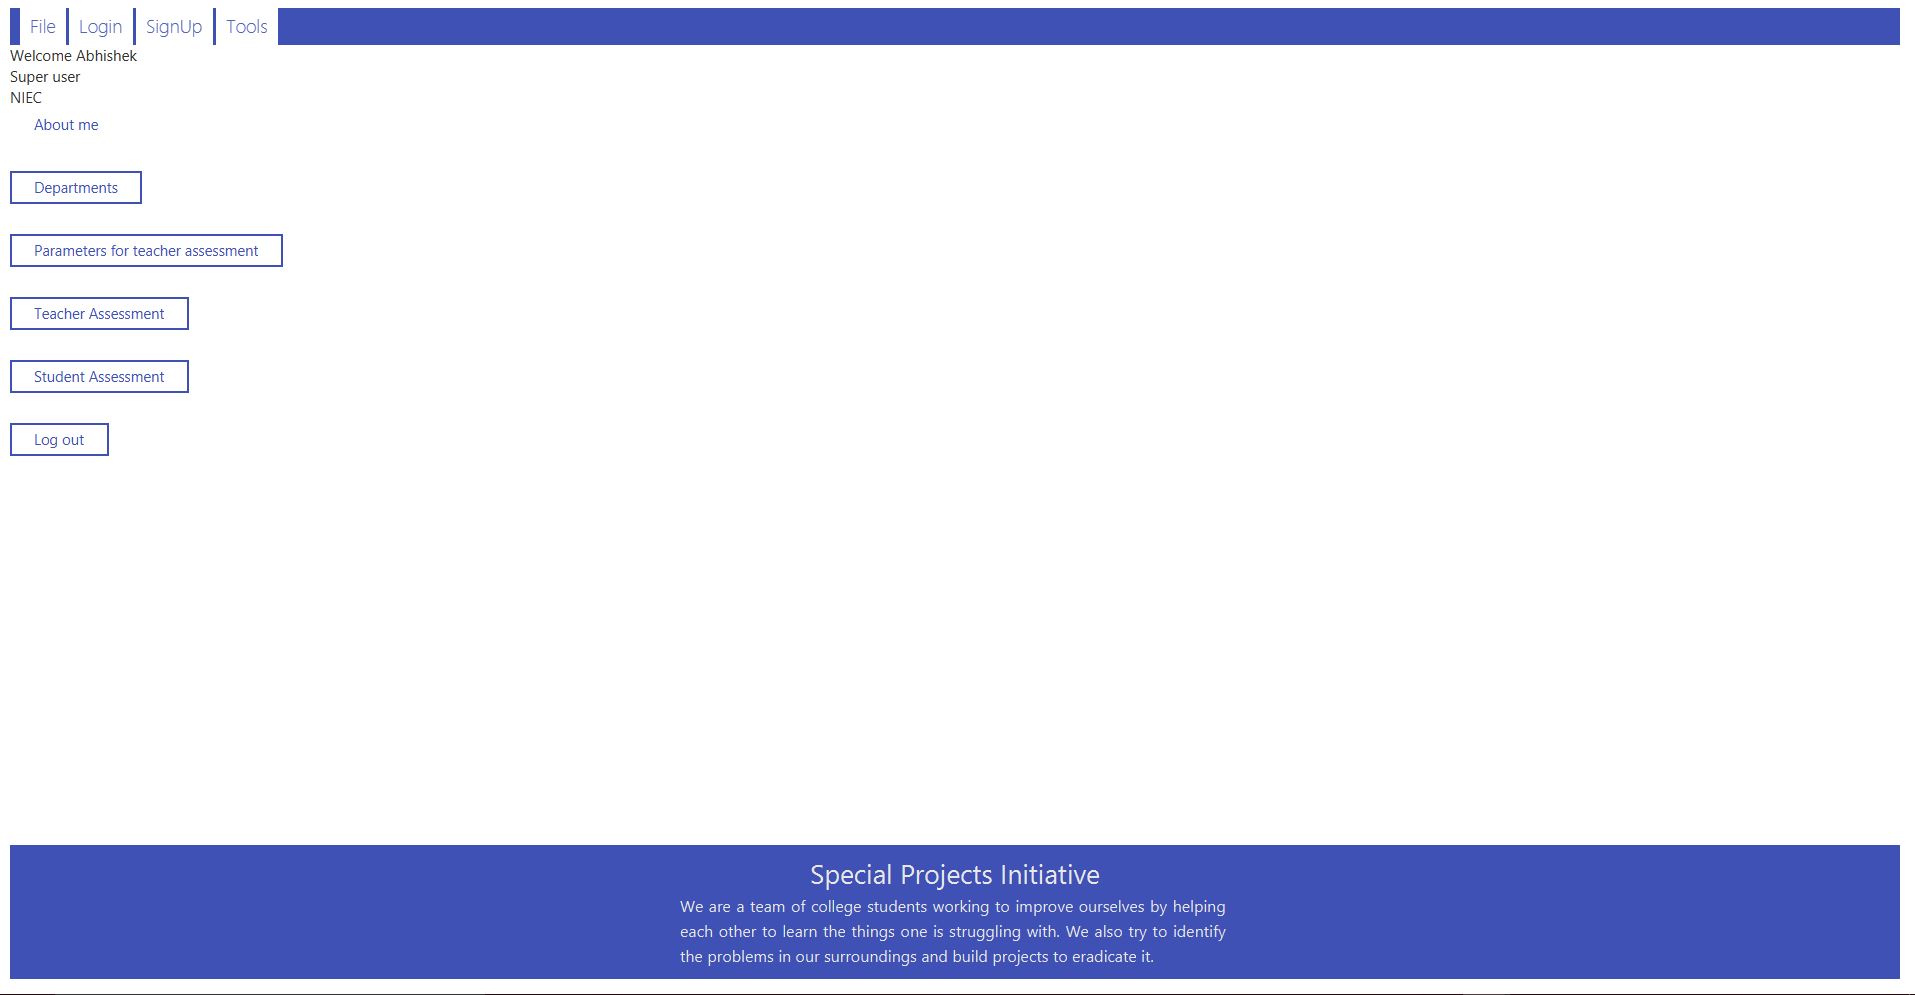 File Login SignUp Tools
Welcome Abhishek
Super user
NIEC
About me
Departments
Parameters for teacher assessment
Teacher Assessment
Student Assessment
Log out
Special Projects Initiative
We are a team of college students working to improve ourselves by helping
each other to learn the things one is struggling with. We also try to identify
the problems in our surroundings and build projects to eradicate it.